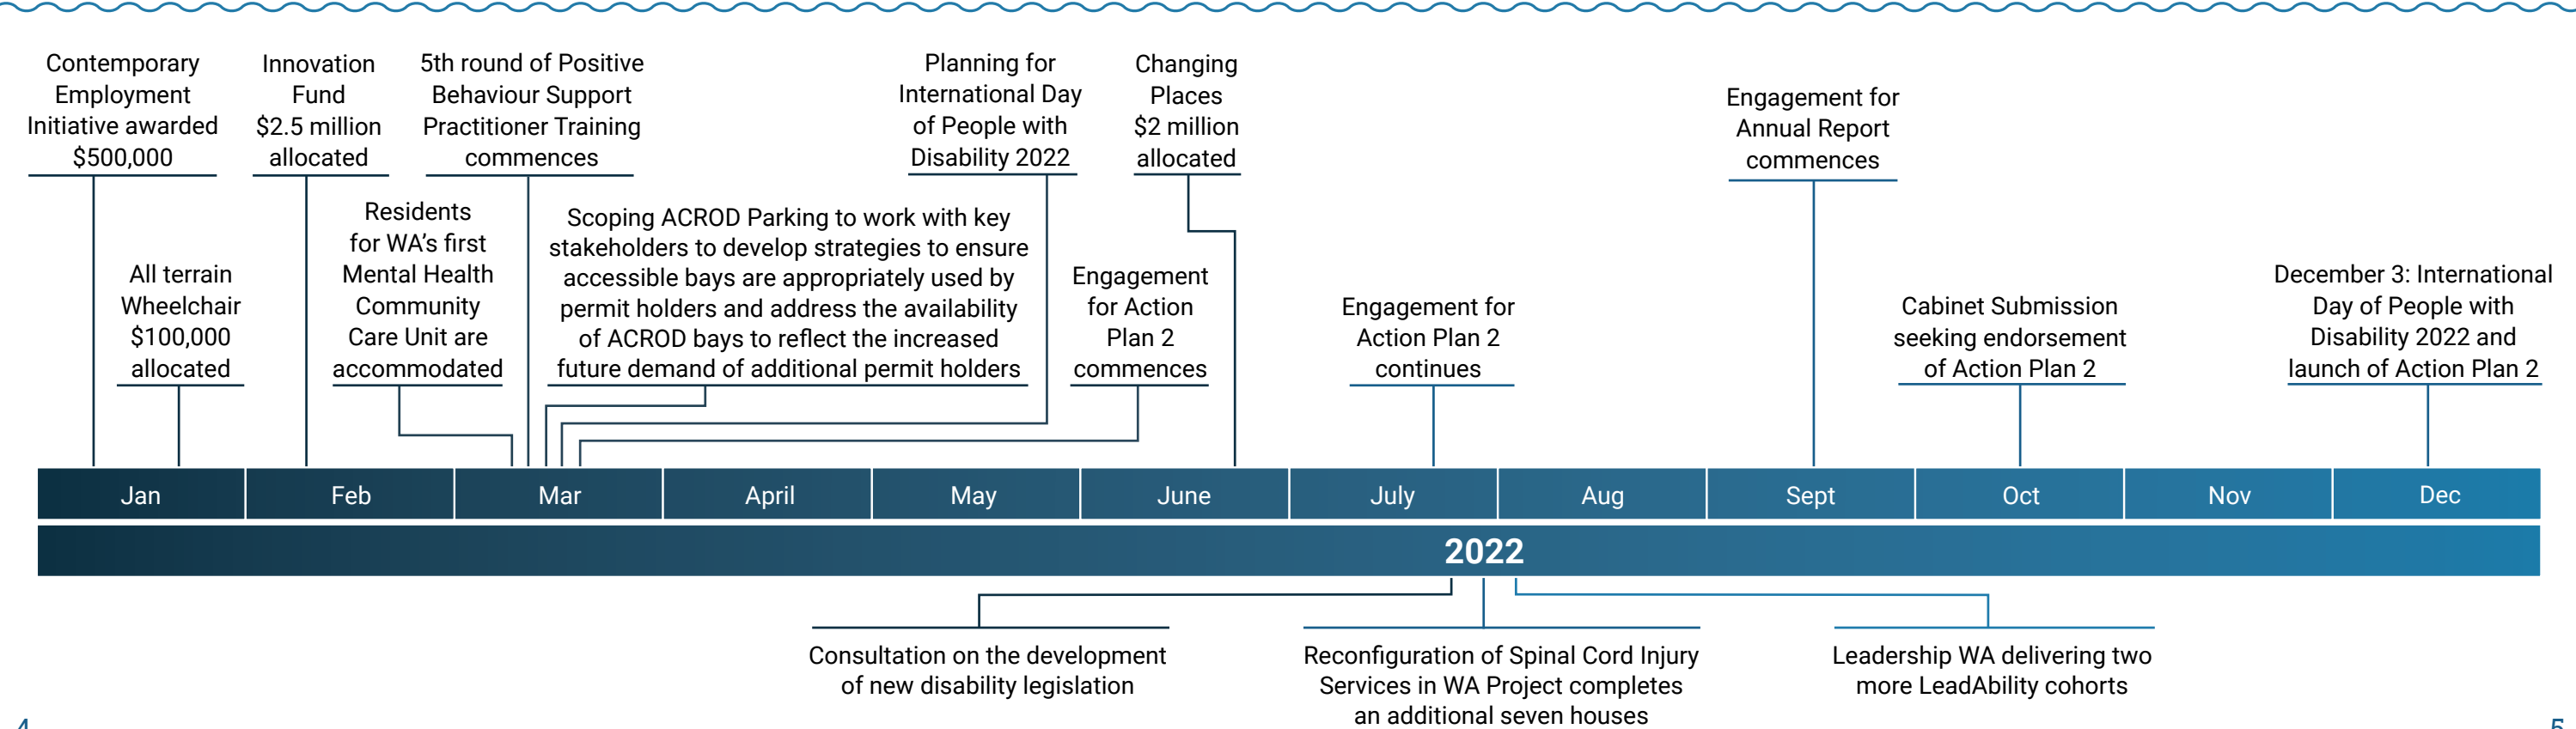 Contemporary
Employment
Initiative awarded
$500,000
All terrain
Wheelchair
$100,000
allocated
Innovation
Fund
$2.5 million
allocated
Residents
for WA’s first
Mental Health
Community
Care Unit are
accommodated
5th round of Positive
Behaviour Support
Practitioner Training
commences
Scoping ACROD Parking to work with key
stakeholders to develop strategies to ensure
accessible bays are appropriately used by
permit holders and address the availability
of ACROD bays to reflect the increased
future demand of additional permit holders
Planning for
International Day
of People with
Disability 2022
Engagement
for Action
Plan 2
commences
Changing
Places
$2 million
allocated
Engagement for
Action Plan 2
continues
Engagement for
Annual Report
commences
Cabinet Submission
seeking endorsement
of Action Plan 2
December 3: International
Day of People with
Disability 2022 and
launch of Action Plan 2
Jan
Feb
Mar
April
May
June
July
Aug
Sept
Oct
Nov
Dec
2022
Consultation on the development
of new disability legislation
Reconfiguration of Spinal Cord Injury
Services in WA Project completes
an additional seven houses
Leadership WA delivering two
more LeadAbility cohorts
4
5